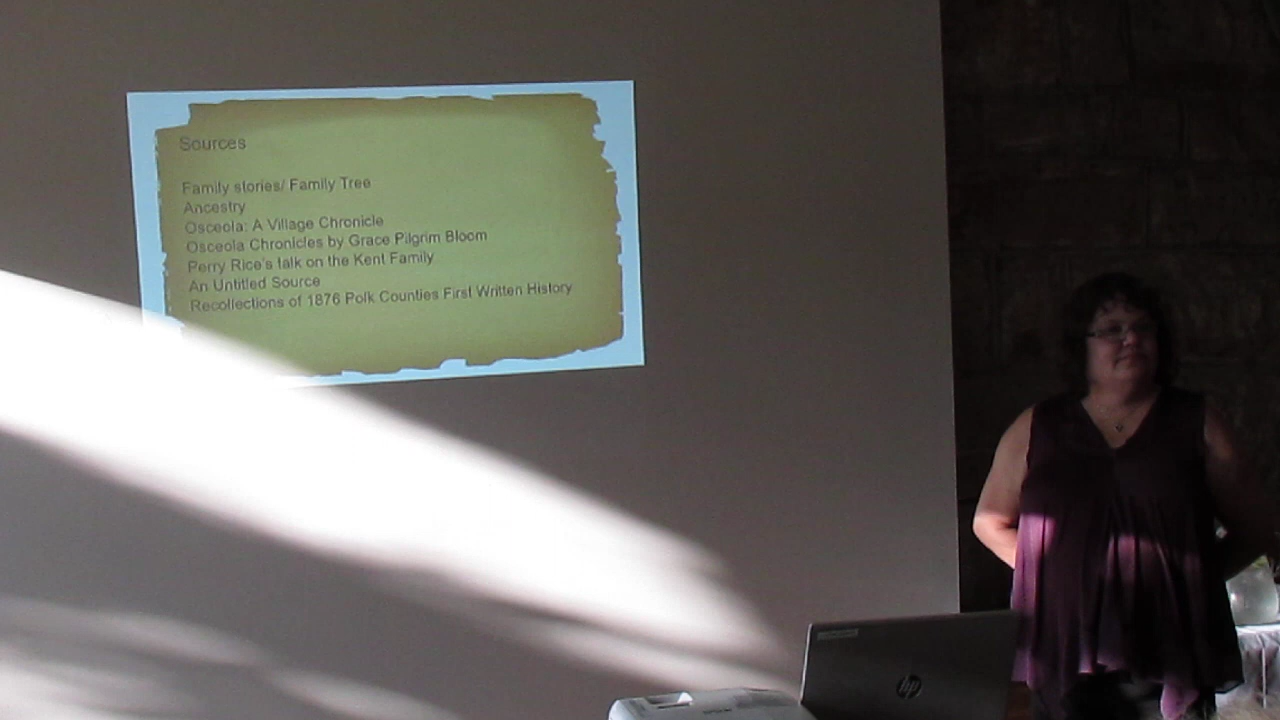 Sources
Family stories/ Family Tree
Ancestry
Osceola: A Village Chronicle
Osceola Chronicles by Grace Pilgrim Bloom
Perry Rice's talk on the Kent Family
An Untitled Source
Recollections of 1876 Polk Counties First Written History
hp